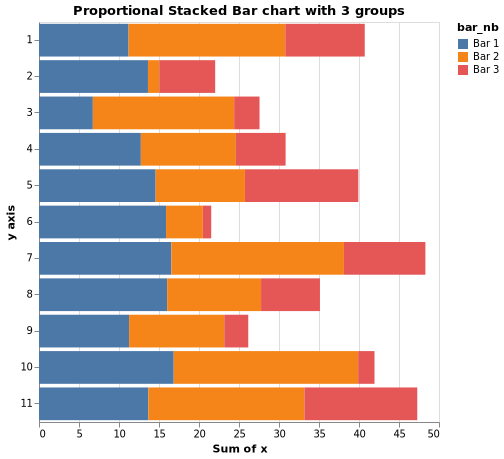 Proportional Stacked Bar chart with 3 groups
bar_nb
Bar 1
Bar 2
Bar 3
y axis
1
2
3
4
5
6
7
8
9
10
11
0 5 10 15 20 25 30 35 40 45 50
Sum of x